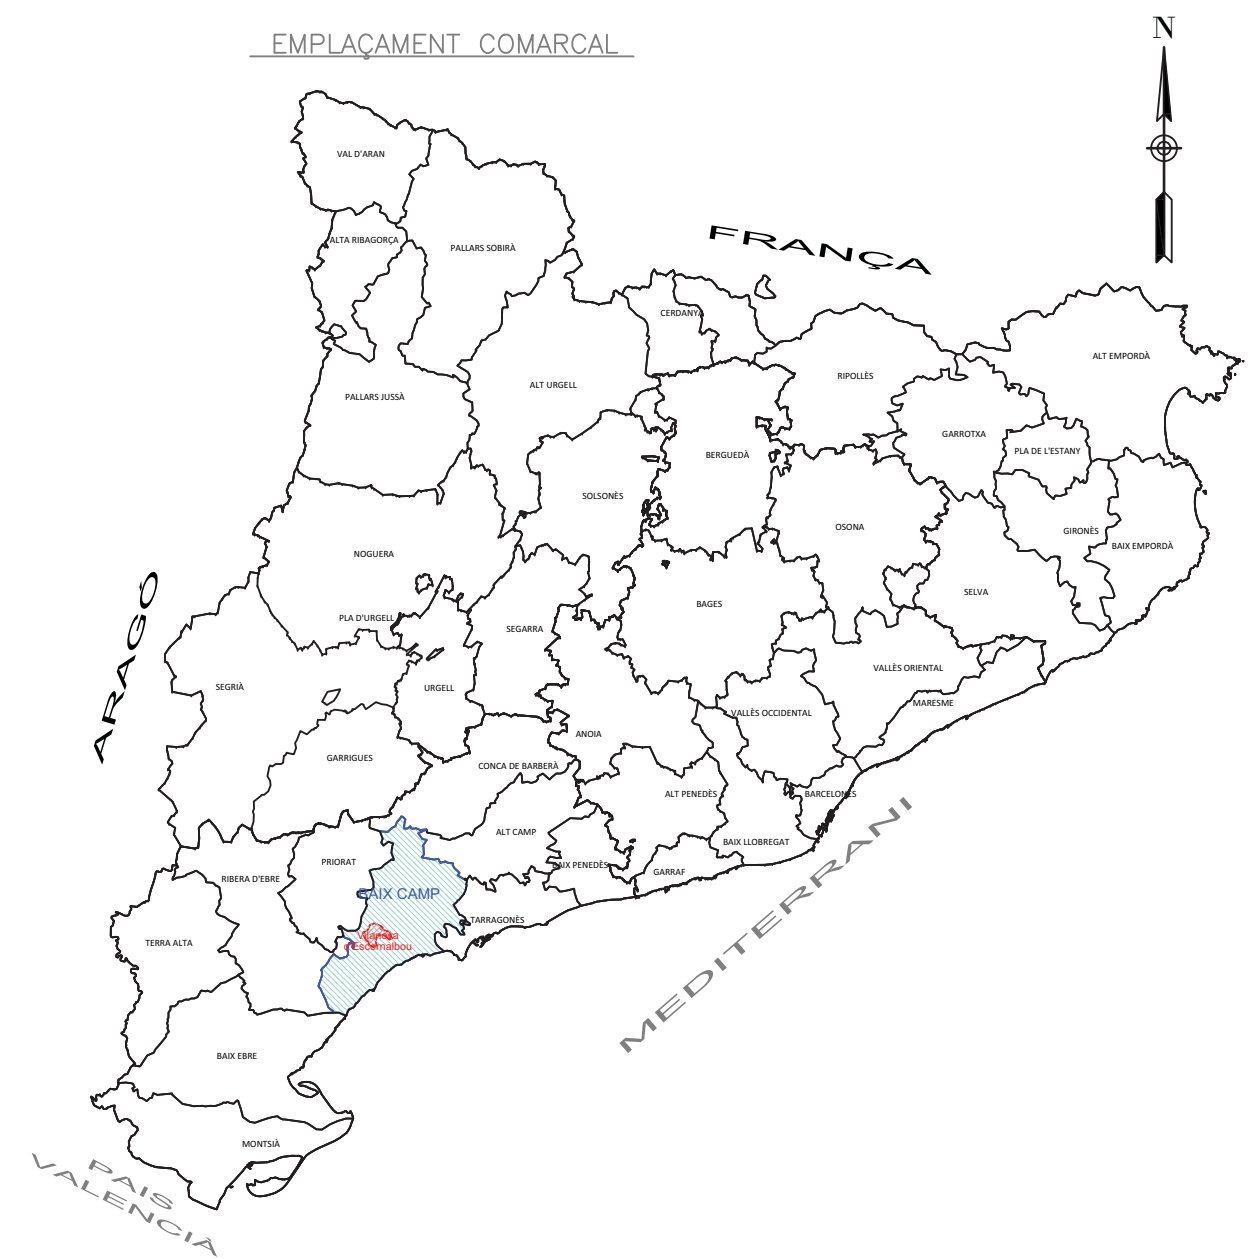 EMPLAÇAMENT COMARCAL
N
VAL D'ARAN
ALTA RIBAGORÇA
PALLARS SOBIRÀ
FRANÇA
CERDANYA
ALT EMPORDÀ
RIPOLLÈS
ALT URGELL
PALLARS JUSSÀ
GARROTXA
PLA DE L'ESTANY
BERGUEDÀ
SOLSONÈS
OSONA
GIRONÈS
BAIX EMPORDÀ
NOGUERA
SELVA
BAGES
PLA D'URGELL
SEGARRA
ARAGÓ
VALLÈS ORIENTAL
SEGRIÀ
URGELL
MARESME
VALLÈS OCCIDENTAL
ANOIA
GARRIGUES
CONCA DE BARBERÀ
ALT PENEDÈS
BARCELONÈS
ALT CAMP
BAIX LLOBREGAT
PRIORAT
BAIX PENEDÈS
GARRAF
RIBERA D'EBRE
BAIX CAMP
TARRAGONÈS
MEDITERRANI
Vilanova
d'Escornalbou
TERRA ALTA
BAIX EBRE
MONTSIÀ
PAIS
VALENCIÀ